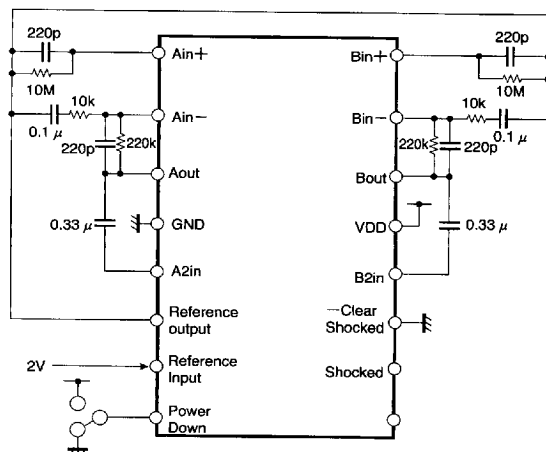 220p
Ain+
Bin+
220p
10M
10M
10k
Ain−
Bin−
10k
0.1 μ
220p
220k
220k
220p
0.1 μ
Aout
Bout
0.33 μ
GND
VDD
0.33 μ
A2in
B2in
Reference
output
−Clear
Shocked
2V
Reference
Input
Shocked
Power
Down